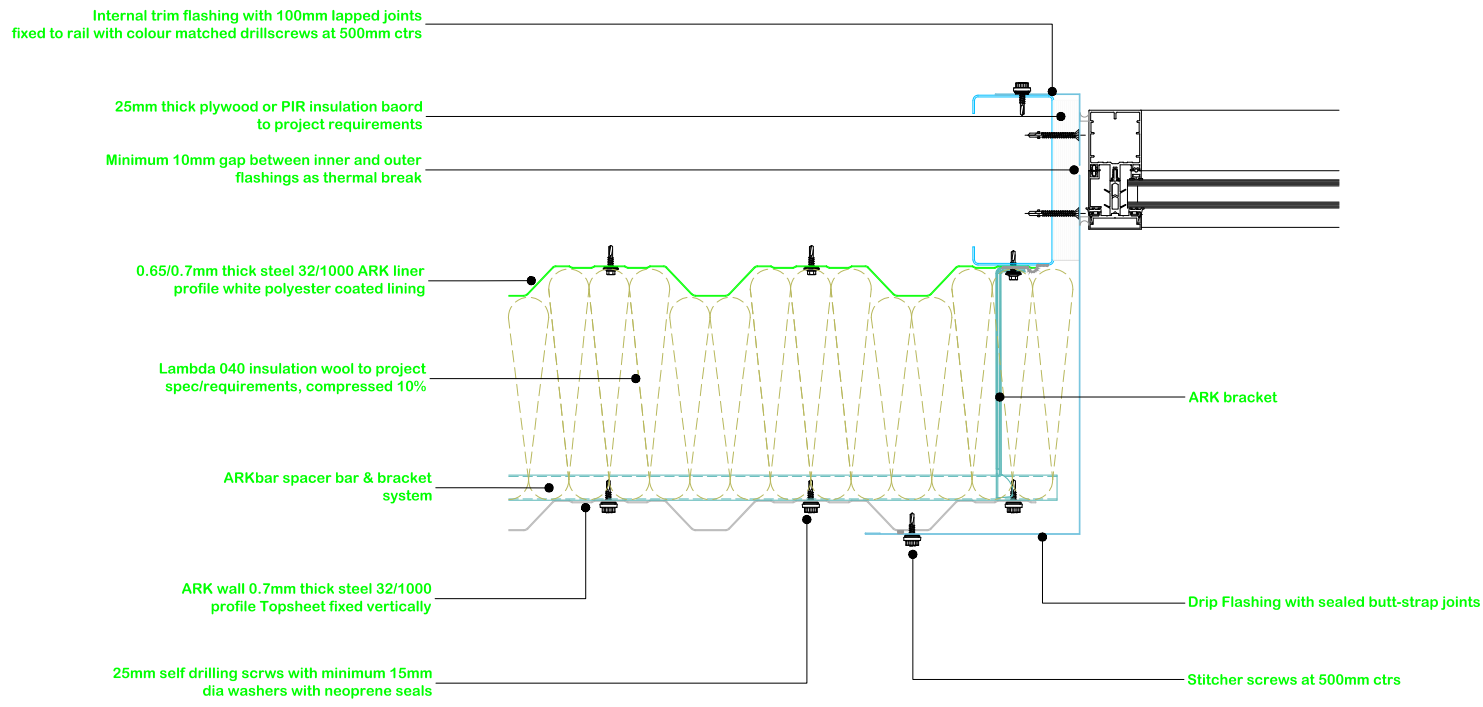 Internal trim flashing with 100mm lapped joints
fixed to rail with colour matched drillscrews at 500mm ctrs
25mm thick plywood or PIR insulation baord
to project requirements
Minimum 10mm gap between inner and outer
flashings as thermal break
0.65/0.7mm thick steel 32/1000 ARK liner
profile white polyester coated lining
Lambda 040 insulation wool to project
spec/requirements, compressed 10%
ARKbar spacer bar & bracket
system
ARK wall 0.7mm thick steel 32/1000
profile Topsheet fixed vertically
25mm self drilling scrws with minimum 15mm
dia washers with neoprene seals
ARK bracket
Drip Flashing with sealed butt-strap joints
Stitcher screws at 500mm ctrs